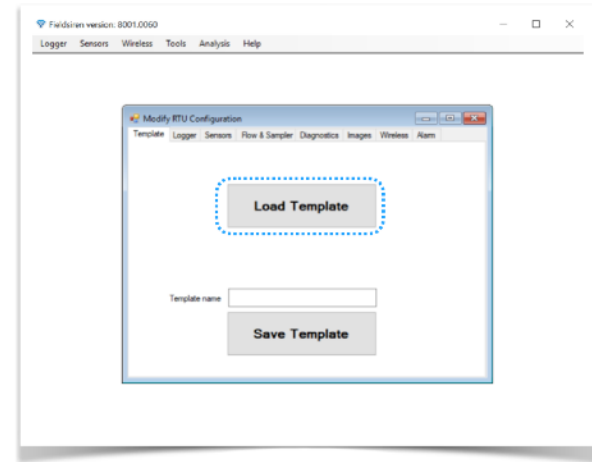 Fieldsiren version: 8001.0060
Logger Sensors Wireless Tools Analysis Help
Modify RTU Configuration
Template Logger Sensors Flow & Sampler Diagnostics Images Wireless Alarm
Load Template
Template name
Save Template